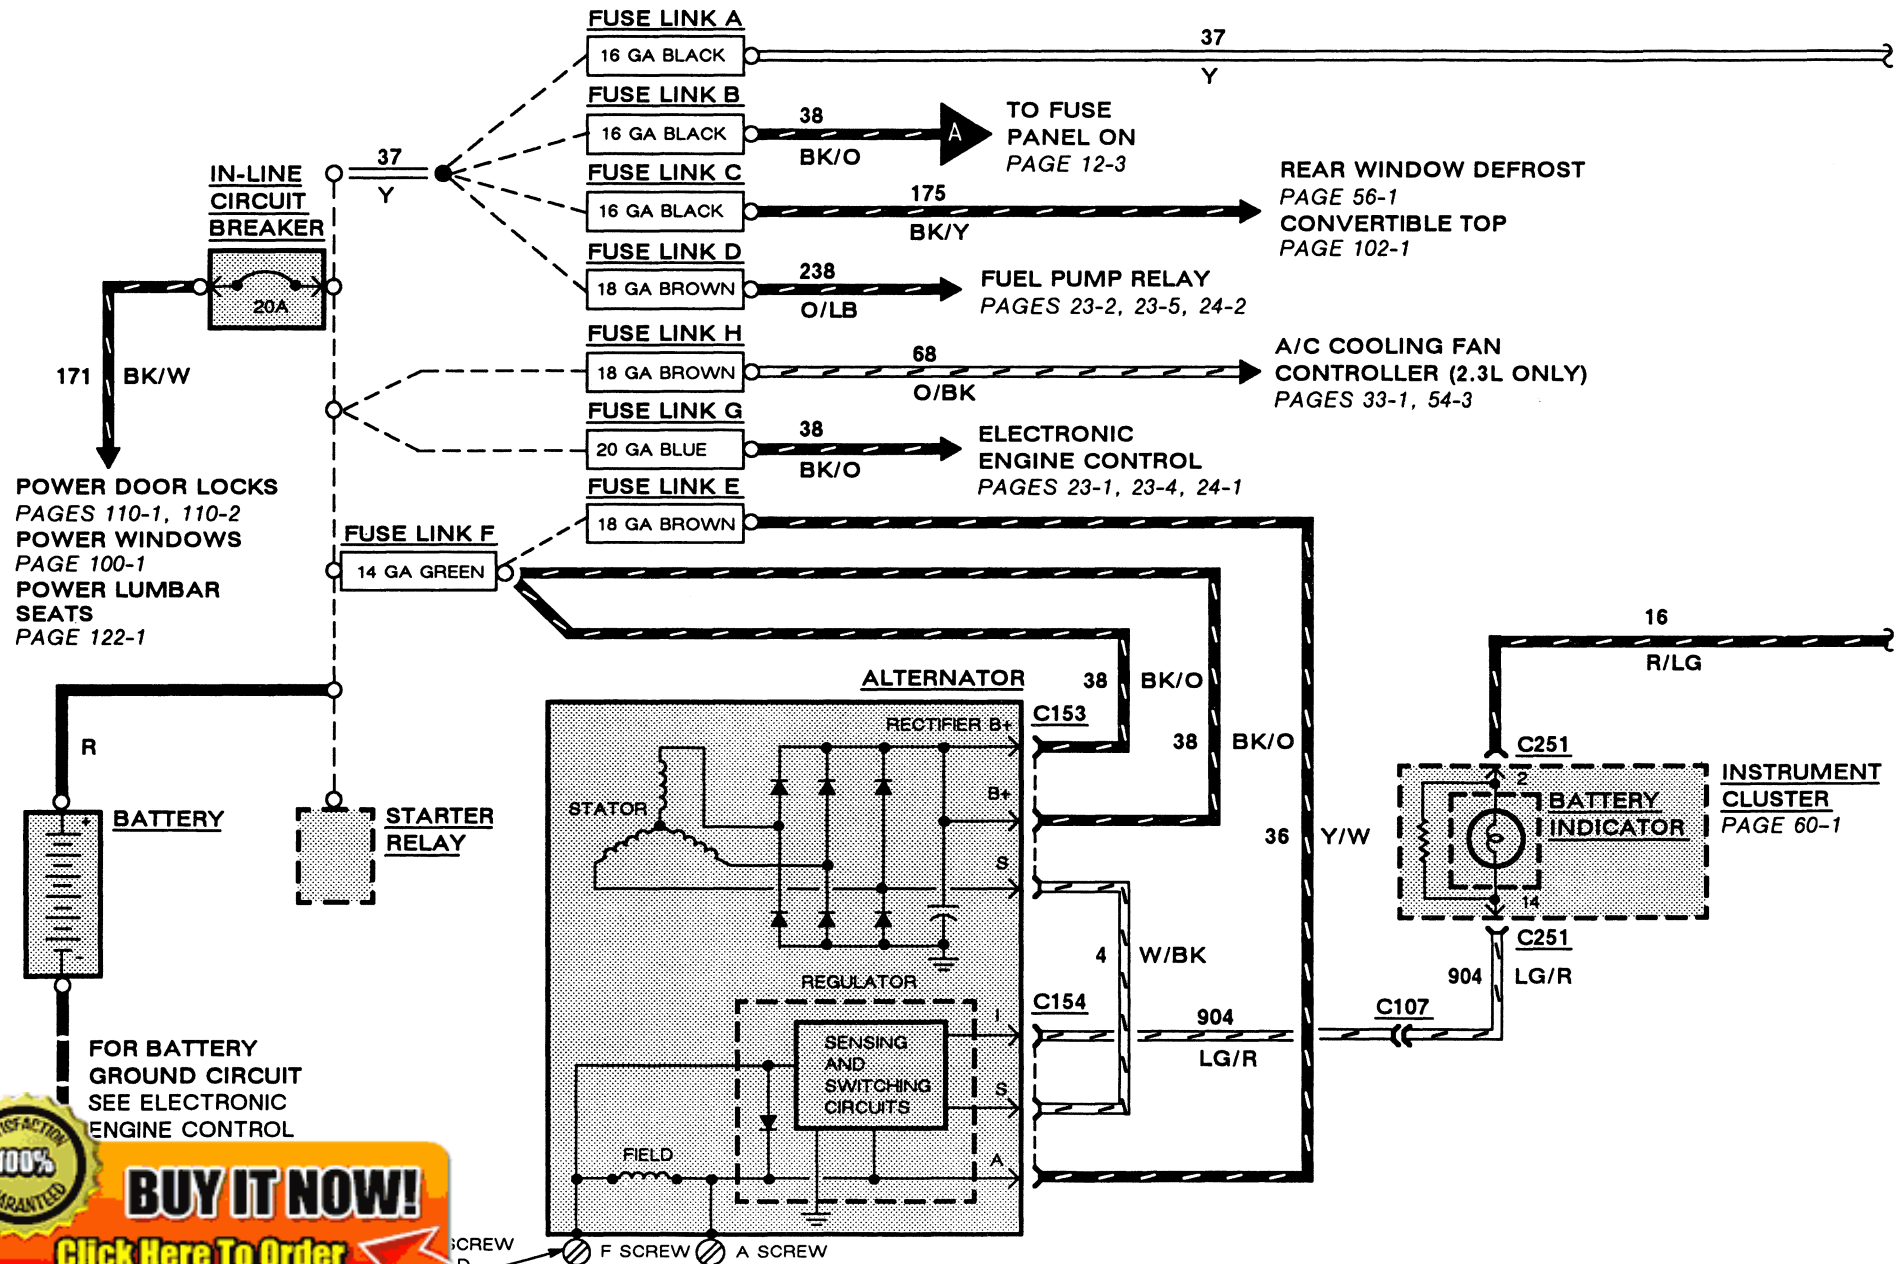 FUSE LINK A
16 GA BLACK
37
Y
FUSE LINK B
16 GA BLACK
38
BK/O
A
TO FUSE
PANEL ON
PAGE 12-3
37
Y
FUSE LINK C
16 GA BLACK
175
BK/Y
REAR WINDOW DEFROST
PAGE 56-1
CONVERTIBLE TOP
PAGE 102-1
IN-LINE
CIRCUIT
BREAKER
20A
FUSE LINK D
18 GA BROWN
238
O/LB
FUEL PUMP RELAY
PAGES 23-2, 23-5, 24-2
FUSE LINK H
18 GA BROWN
68
O/BK
A/C COOLING FAN
CONTROLLER (2.3L ONLY)
PAGES 33-1, 54-3
171
BK/W
FUSE LINK G
20 GA BLUE
38
BK/O
ELECTRONIC
ENGINE CONTROL
PAGES 23-1, 23-4, 24-1
POWER DOOR LOCKS
PAGES 110-1, 110-2
POWER WINDOWS
PAGE 100-1
POWER LUMBAR
SEATS
PAGE 122-1
FUSE LINK E
18 GA BROWN
FUSE LINK F
14 GA GREEN
16
R/LG
ALTERNATOR
38
BK/O
C153
RECTIFIER B+
38
BK/O
R
BATTERY
+
-
STARTER
RELAY
STATOR
B+
S
36
Y/W
C251
2
BATTERY
INDICATOR
14
INSTRUMENT
CLUSTER
PAGE 60-1
C251
904
LG/R
4
W/BK
REGULATOR
C154
I
904
LG/R
C107
SENSING
AND
SWITCHING
CIRCUITS
S
FIELD
A
FOR BATTERY
GROUND CIRCUIT
SEE ELECTRONIC
ENGINE CONTROL
100%
BUY IT NOW!
Click Here To Order
SCREW
F SCREW
A SCREW